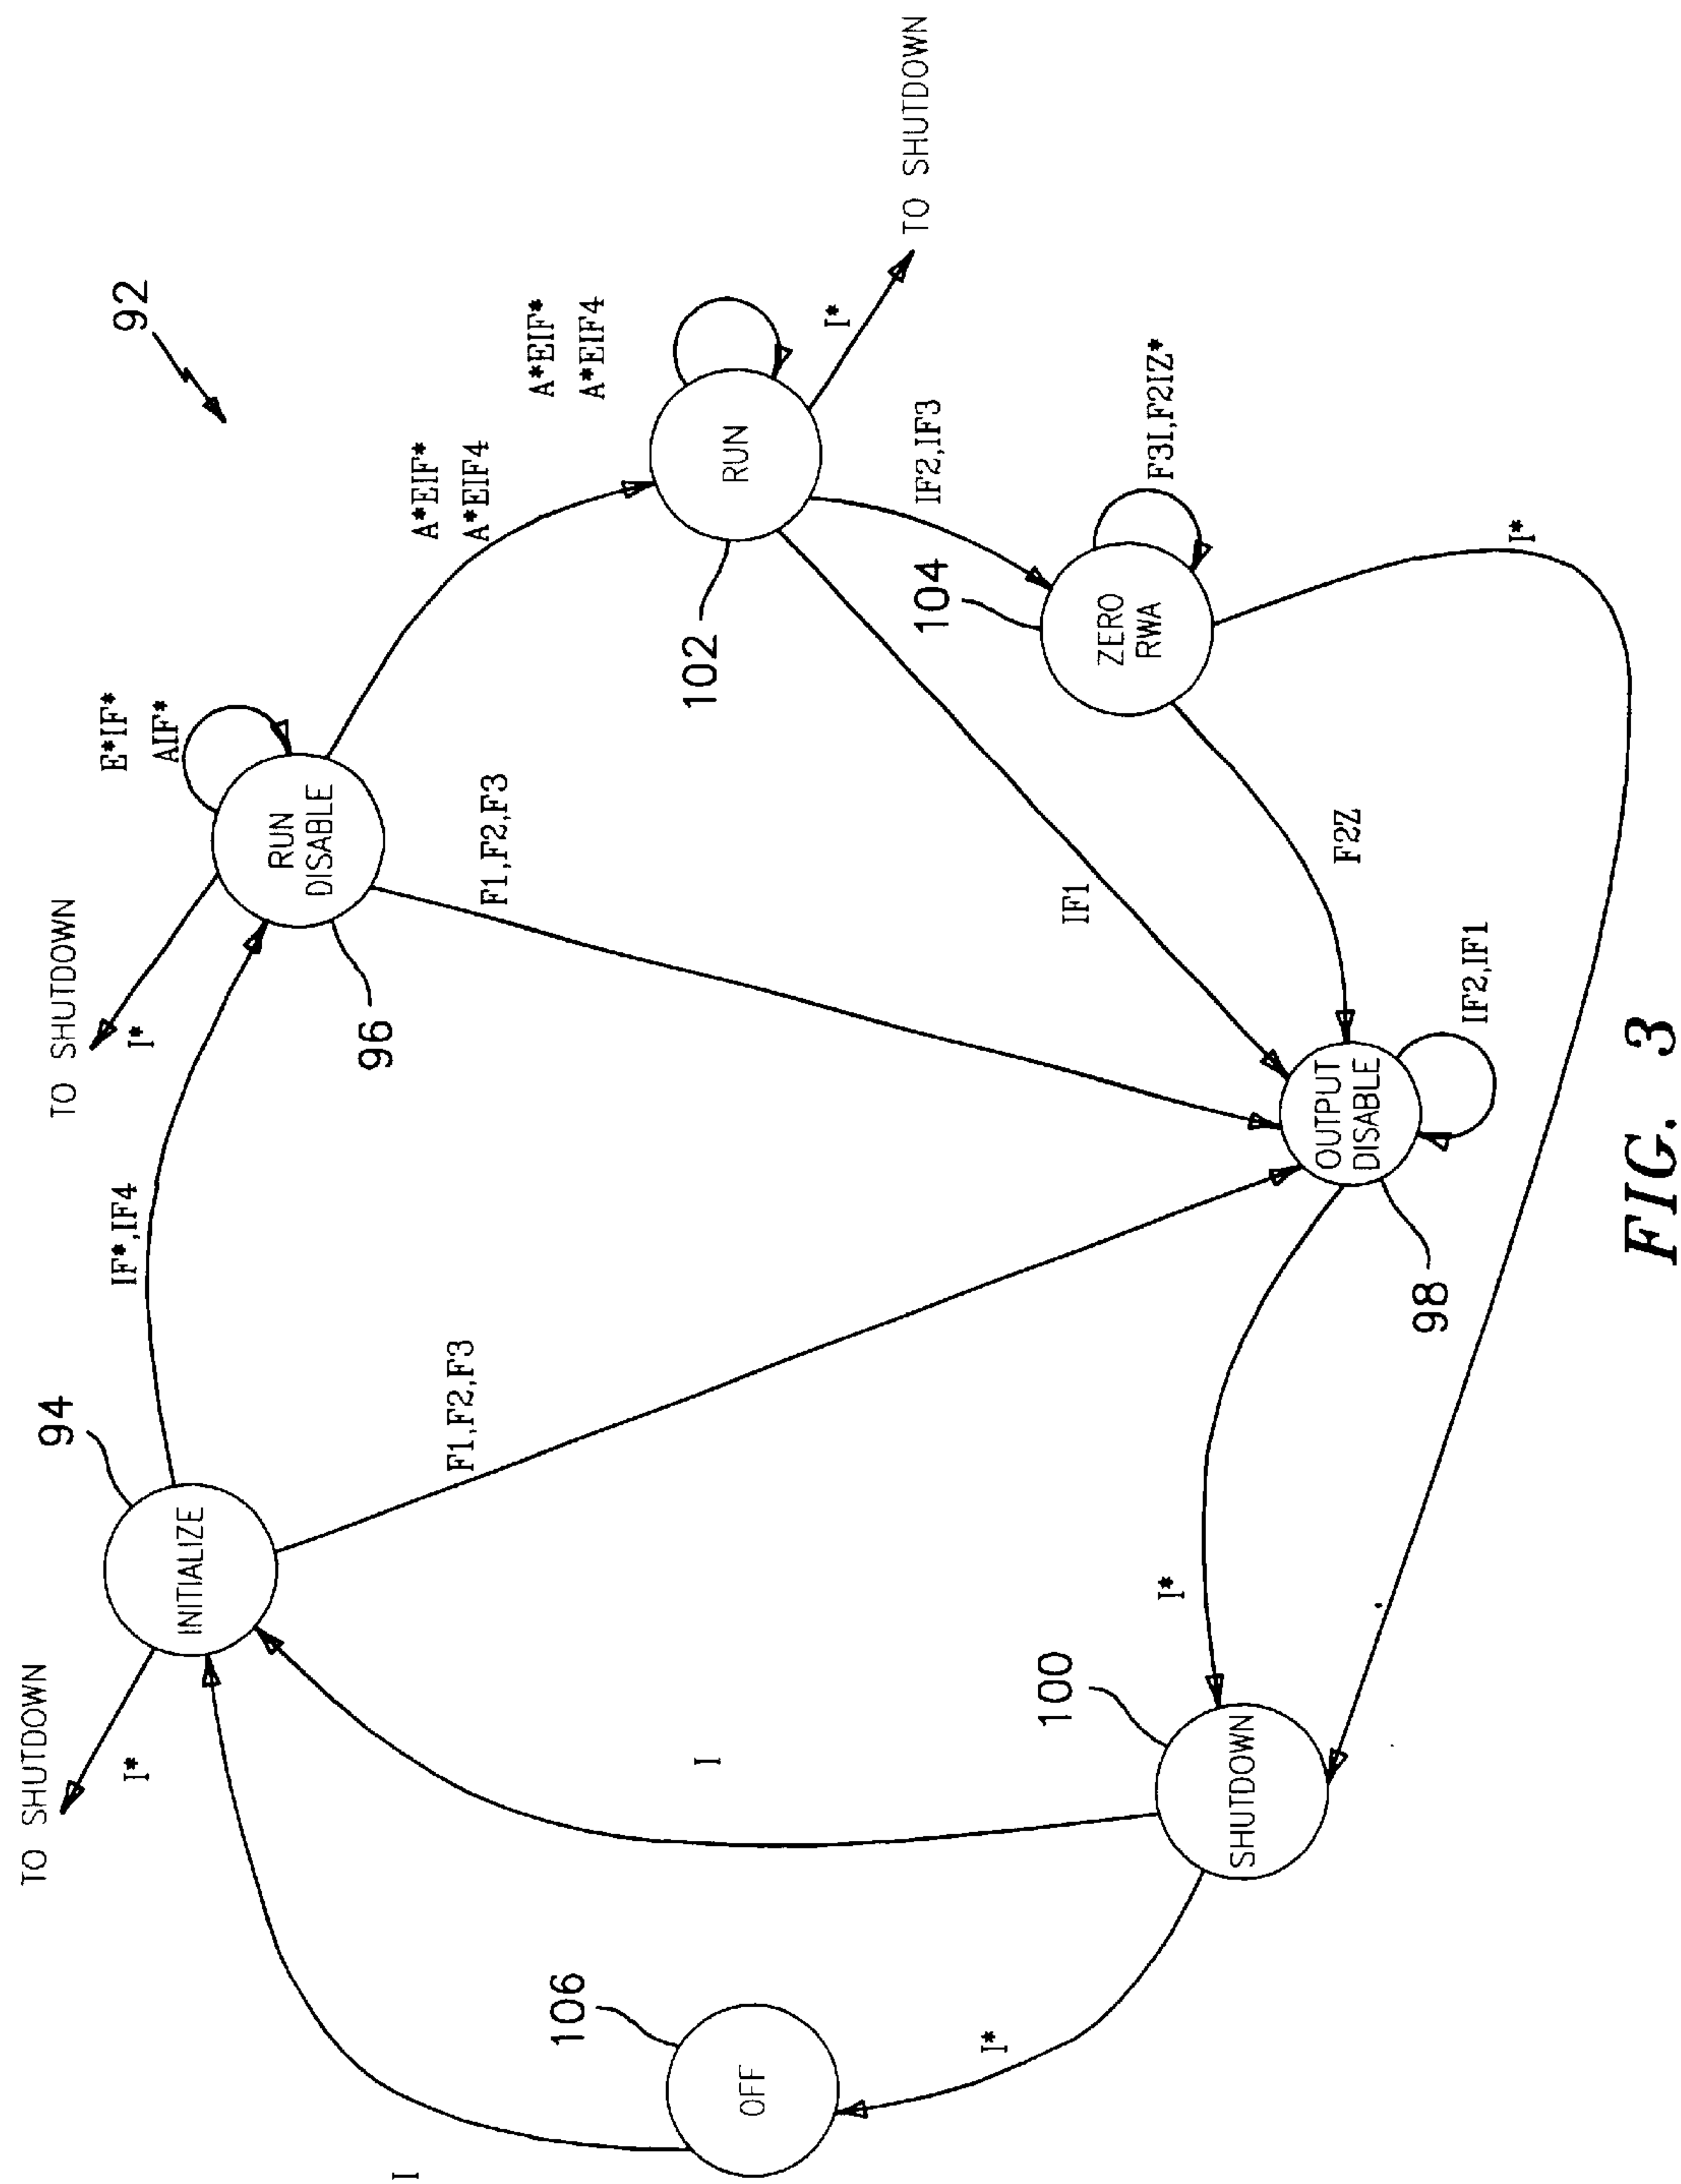 92
TO SHUTDOWN
I*
94
INITIALIZE
IF*,IF4
TO SHUTDOWN
I*
E*IF*
AIF*
RUN
DISABLE
96
A*EIF*
A*EIF4
A*EIF*
A*EIF4
RUN
102
I*
TO SHUTDOWN
F1,F2,F3
F1,F2,F3
IF1
IF2,IF3
104
ZERO
RWA
F3I,F2IZ*
I*
F2Z
I
I
106
OFF
I*
100
SHUTDOWN
I*
OUTPUT
DISABLE
98
IF2,IF1
FIG. 3